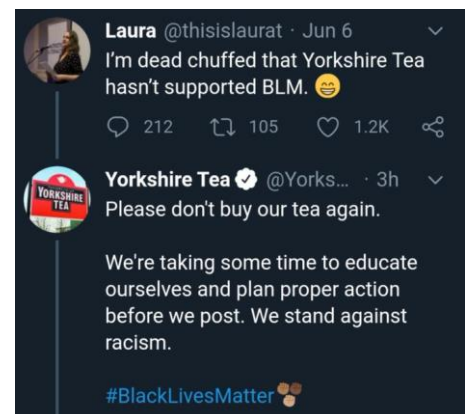 Laura @thisislaurat · Jun 6
I'm dead chuffed that Yorkshire Tea
hasn't supported BLM. 😁
212 105 1.2K
YORKSHIRE
TEA
Yorkshire Tea @Yorks... · 3h
Please don't buy our tea again.
We're taking some time to educate
ourselves and plan proper action
before we post. We stand against
racism.
#BlackLivesMatter✊🏿✊🏾✊🏽